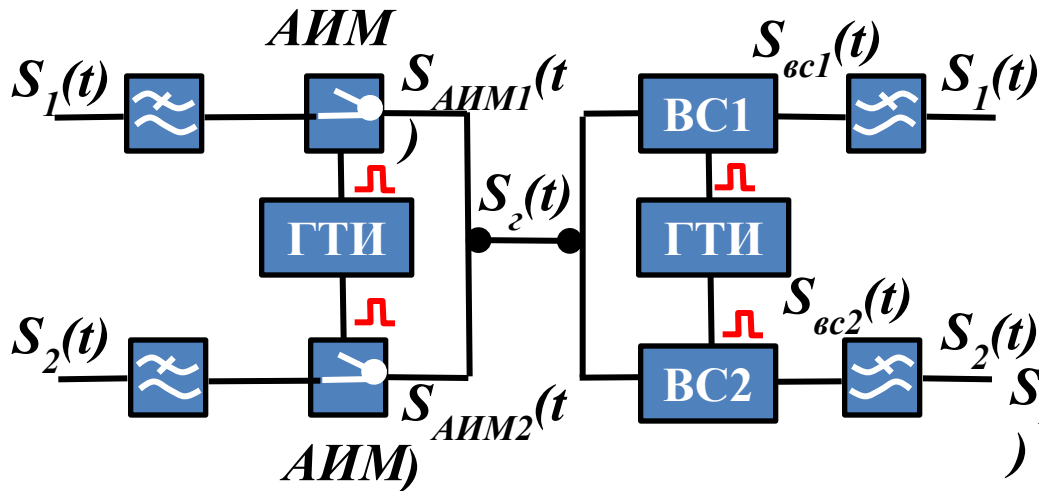 АИМ
S1(t)
SАИМ1(t
)
Sвс1(t)
S1(t)
ВС1
ГТИ
Sг(t)
ГТИ
Sвс2(t)
S2(t)
SАИМ2(t
)
АИМ
ВС2
S2(t)
S
)